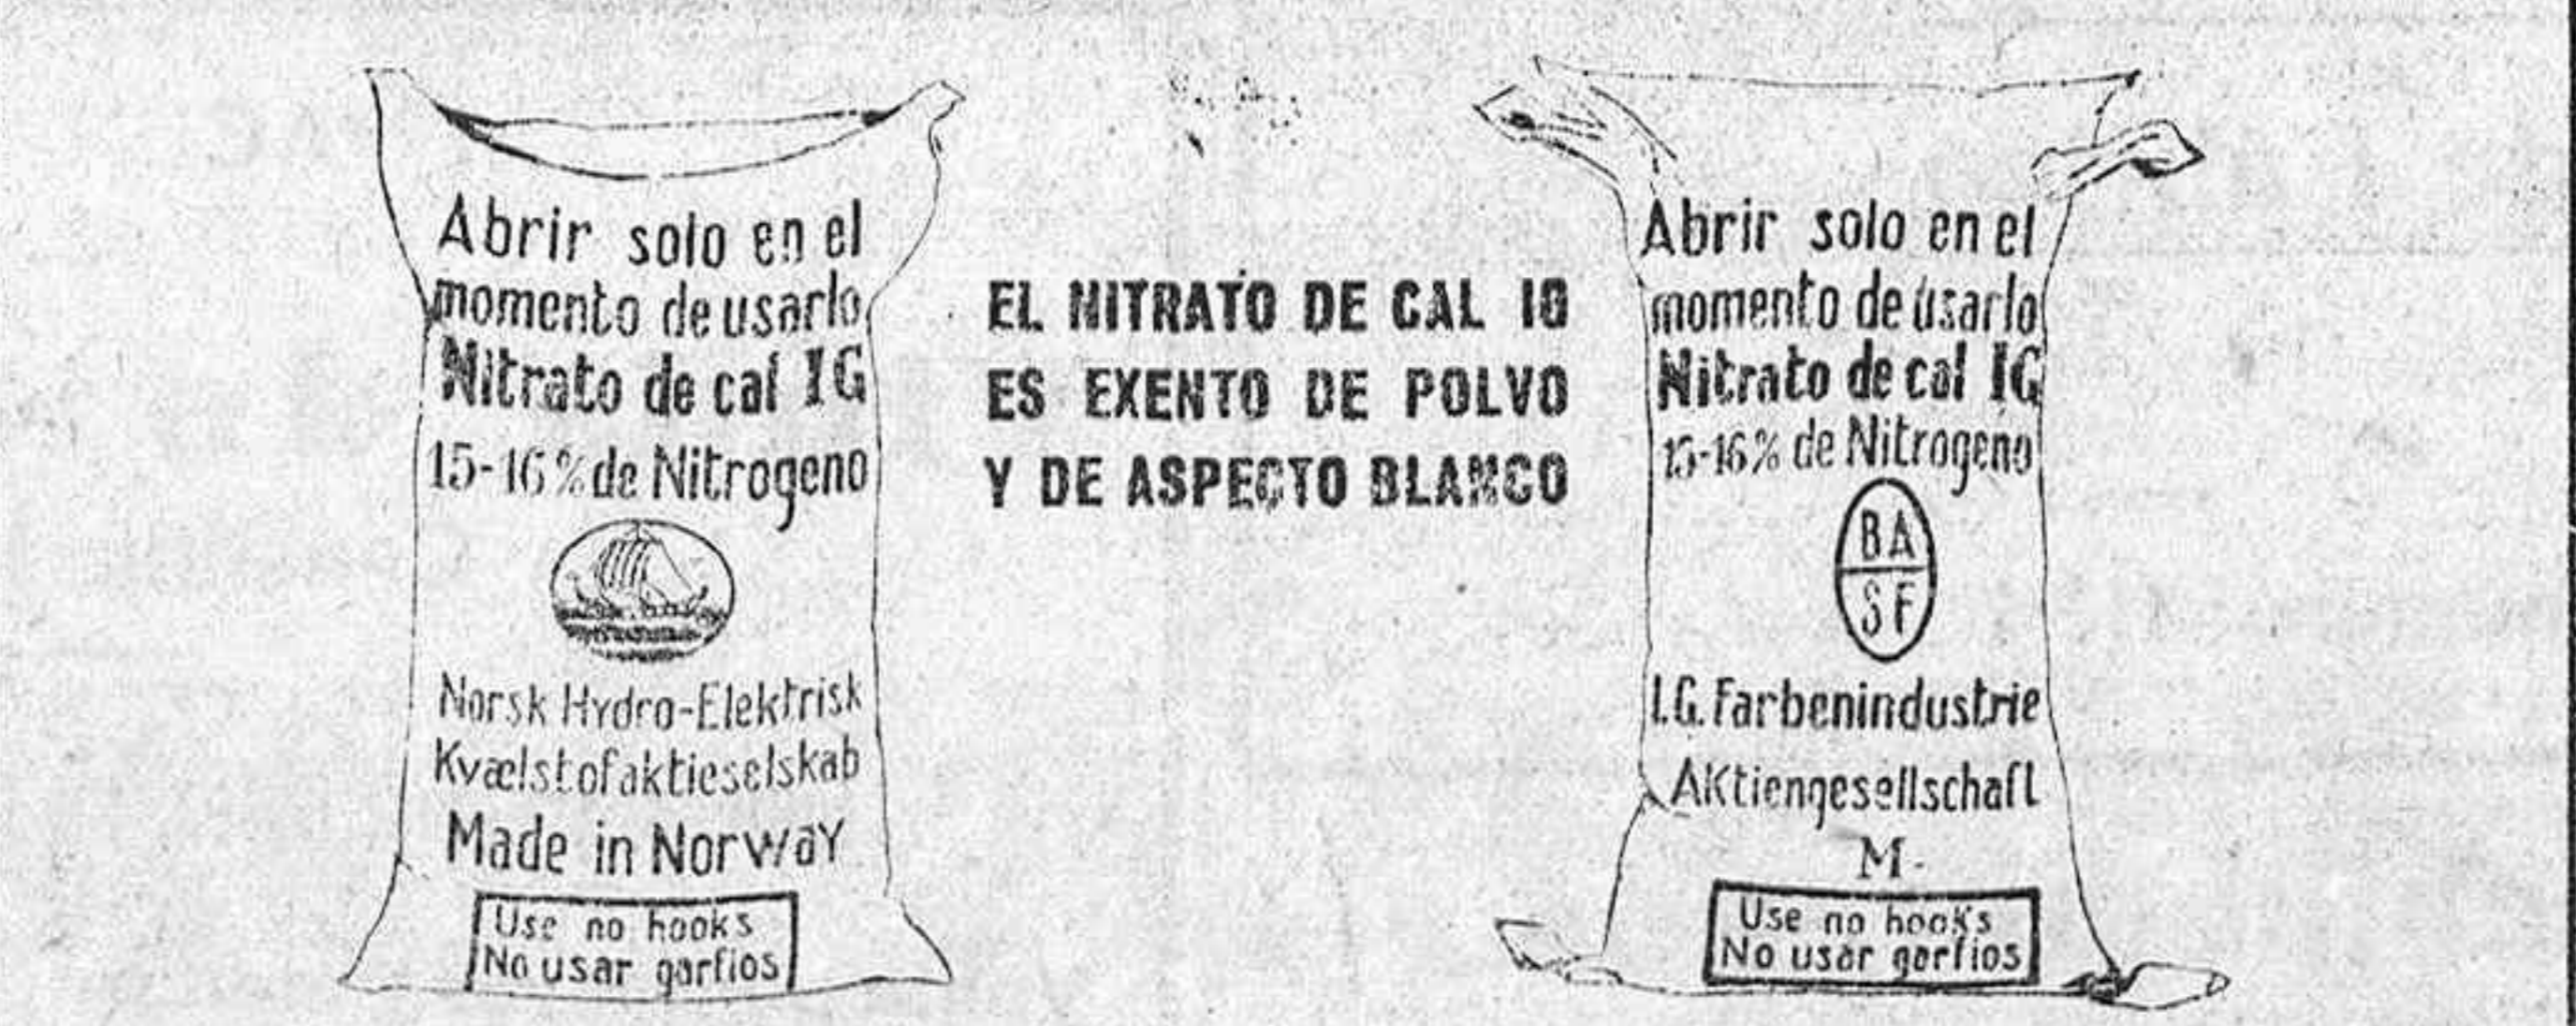 Abrir solo en el
momento de usarlo
Nitrato de cal IG
15-16% de Nitrogeno
Norsk Hydro-Elektrisk
Kvælstofaktieselskab
Made in Norway
Use no hooks
No usar garfios
EL NITRATO DE CAL IG
ES EXENTO DE POLVO
Y DE ASPECTO BLANCO
Abrir solo en el
momento de usarlo
Nitrato de cal IG
15-16% de Nitrogeno
BA
SF
I.G. Farbenindustrie
Aktiengesellschaft
M-
Use no hooks
No usar garfios